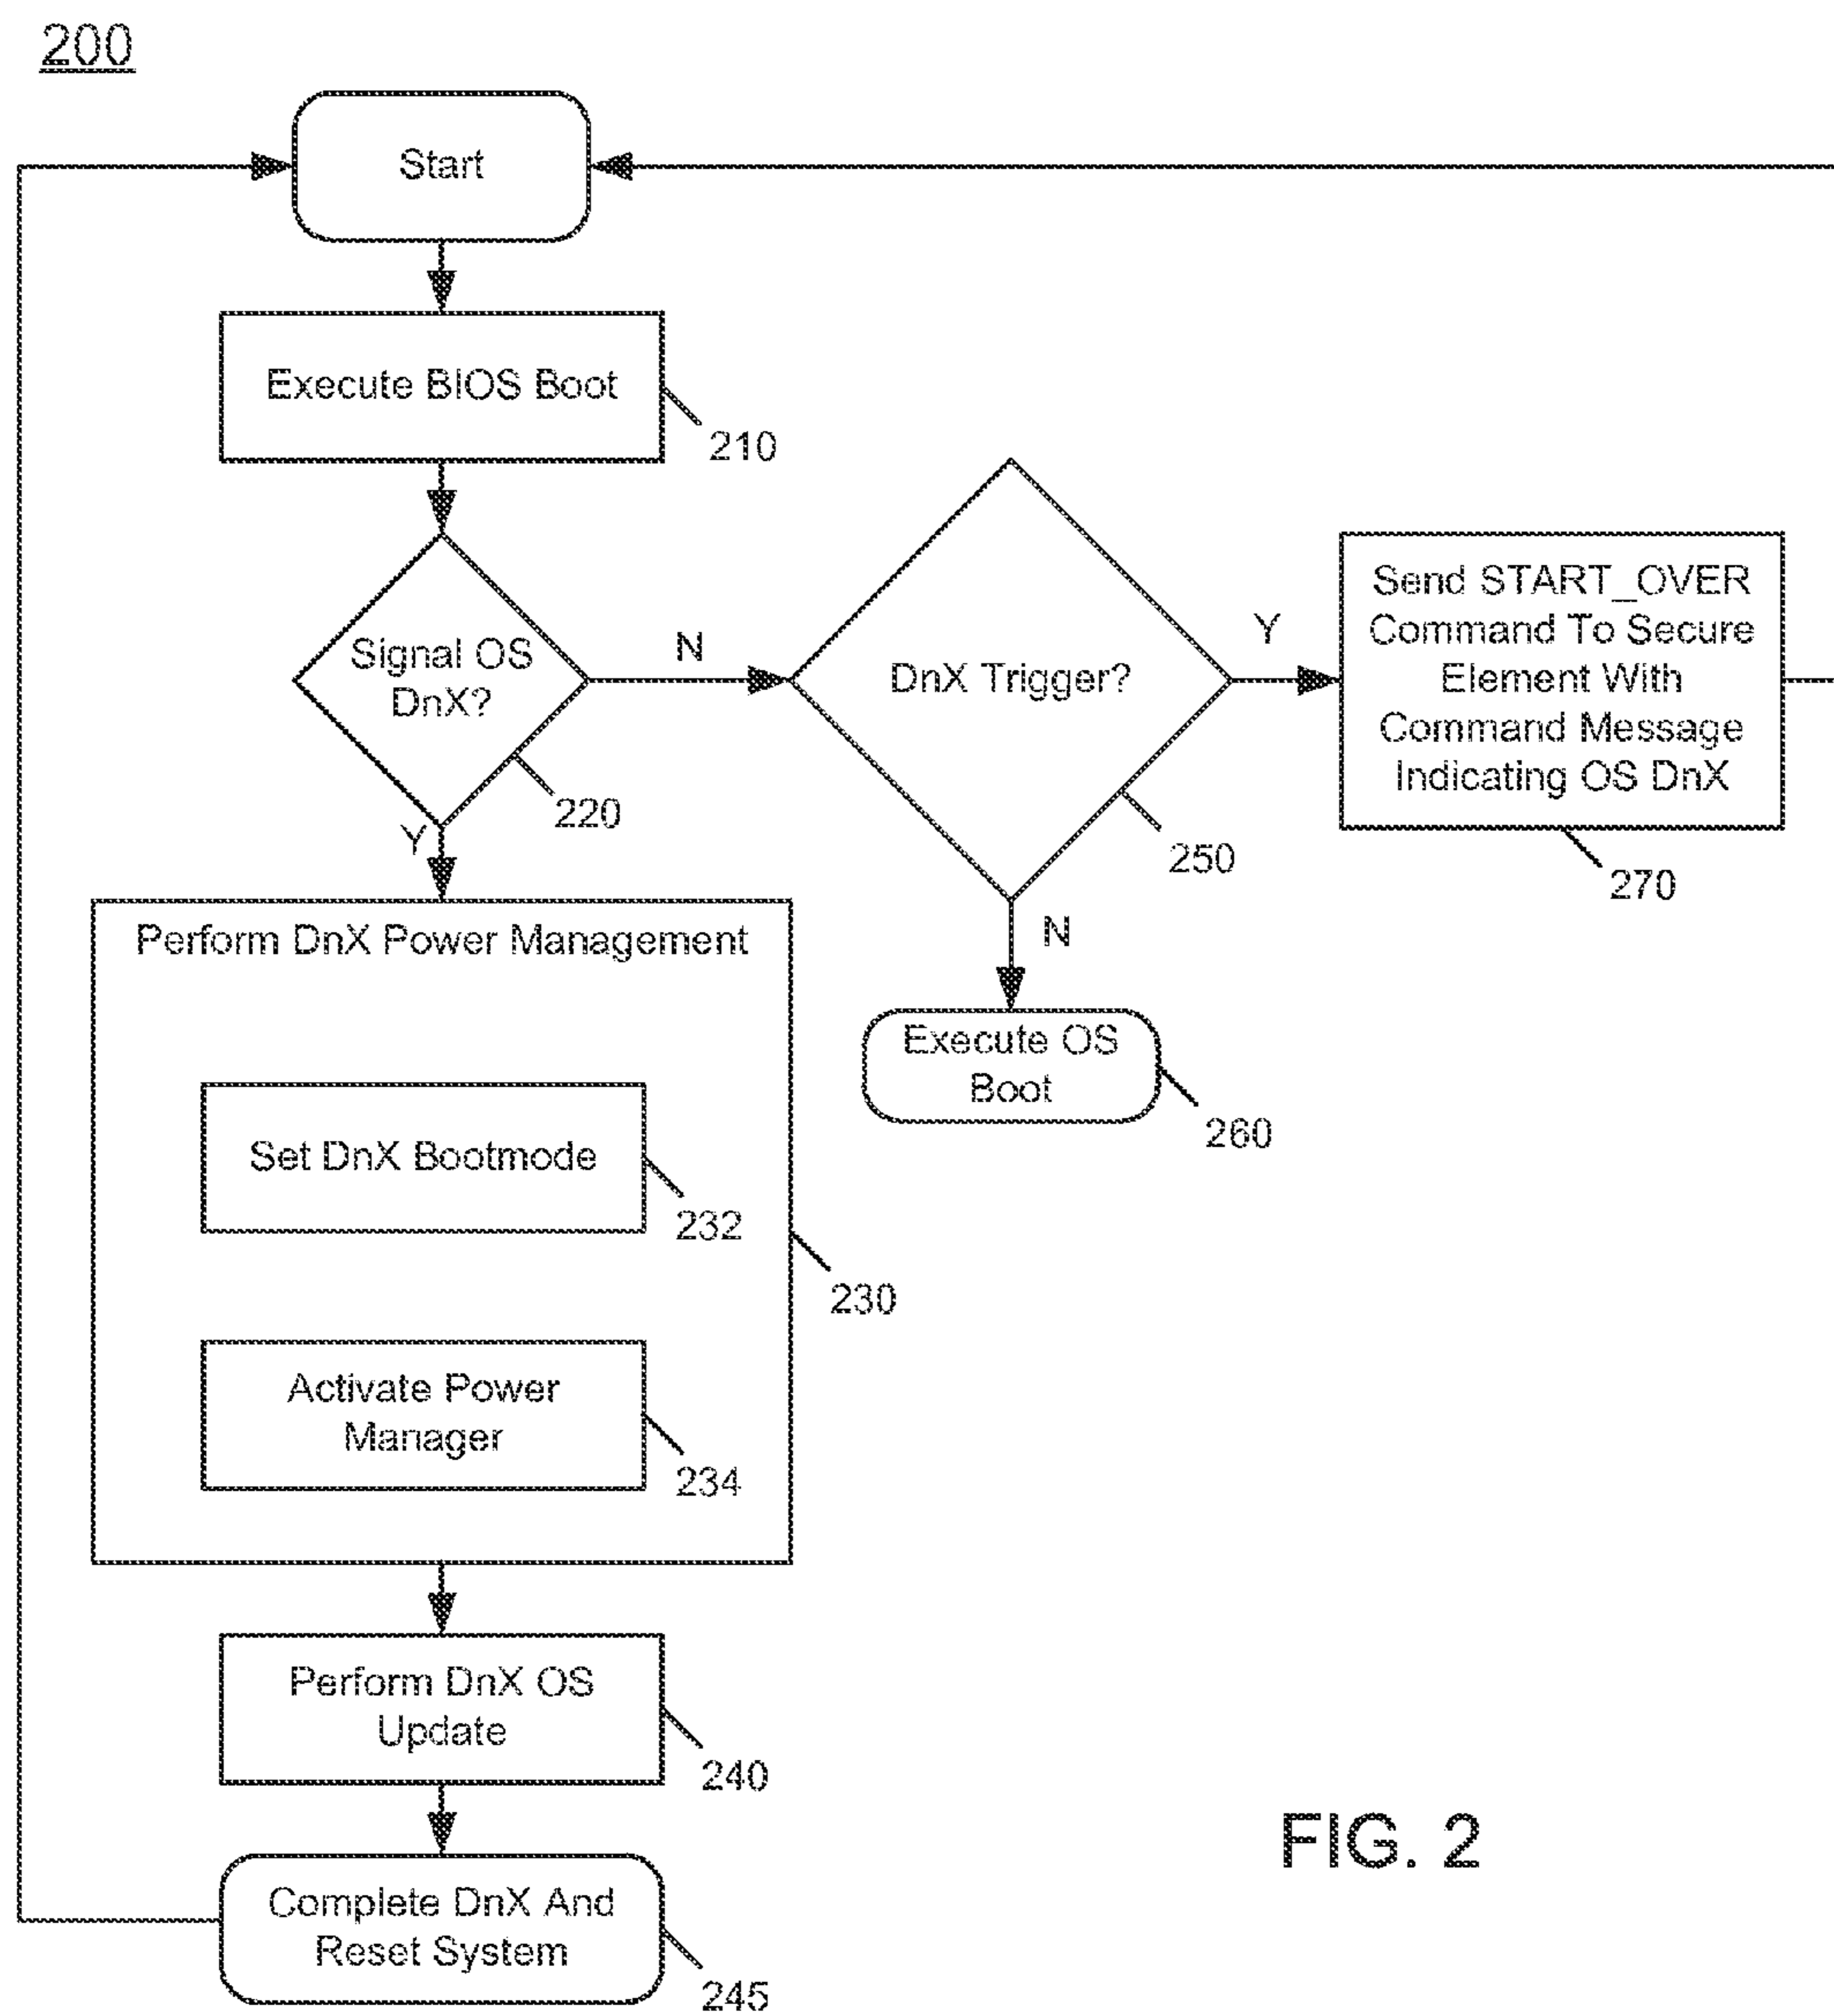 200
Start
Execute BIOS Boot
210
Signal OS
DnX?
220
N
Y
DnX Trigger?
250
Y
N
Send START_OVER
Command To Secure
Element With
Command Message
Indicating OS DnX
270
Execute OS
Boot
260
Perform DnX Power Management
Set DnX Bootmode
232
230
Activate Power
Manager
234
Perform DnX OS
Update
240
Complete DnX And
Reset System
245
FIG. 2